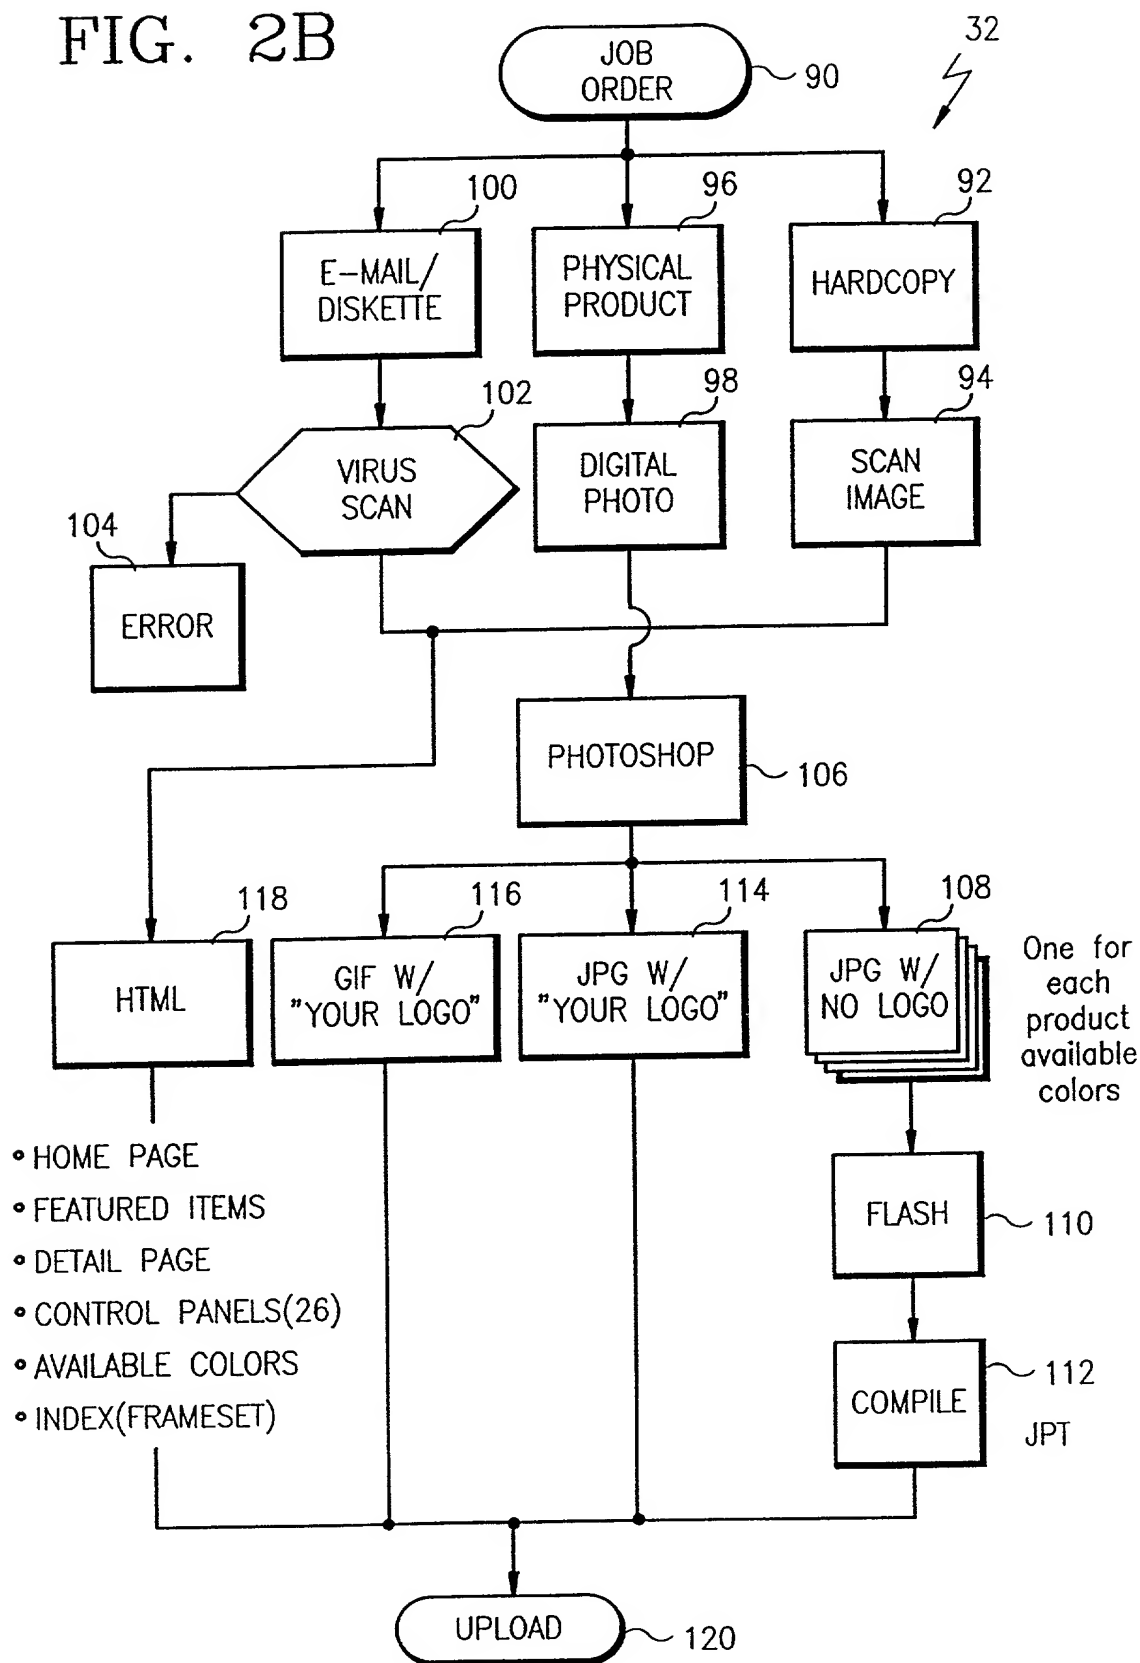 FIG. 2B
32
JOB
ORDER
90
100
E-MAIL/
DISKETTE
96
PHYSICAL
PRODUCT
92
HARDCOPY
102
VIRUS
SCAN
98
DIGITAL
PHOTO
94
SCAN
IMAGE
104
ERROR
PHOTOSHOP
106
118
HTML
116
GIF W/
"YOUR LOGO"
114
JPG W/
"YOUR LOGO"
108
JPG W/
NO LOGO
One for
each
product
available
colors
• HOME PAGE
• FEATURED ITEMS
• DETAIL PAGE
• CONTROL PANELS(26)
• AVAILABLE COLORS
• INDEX(FRAMESET)
FLASH
110
COMPILE
112
JPT
UPLOAD
120